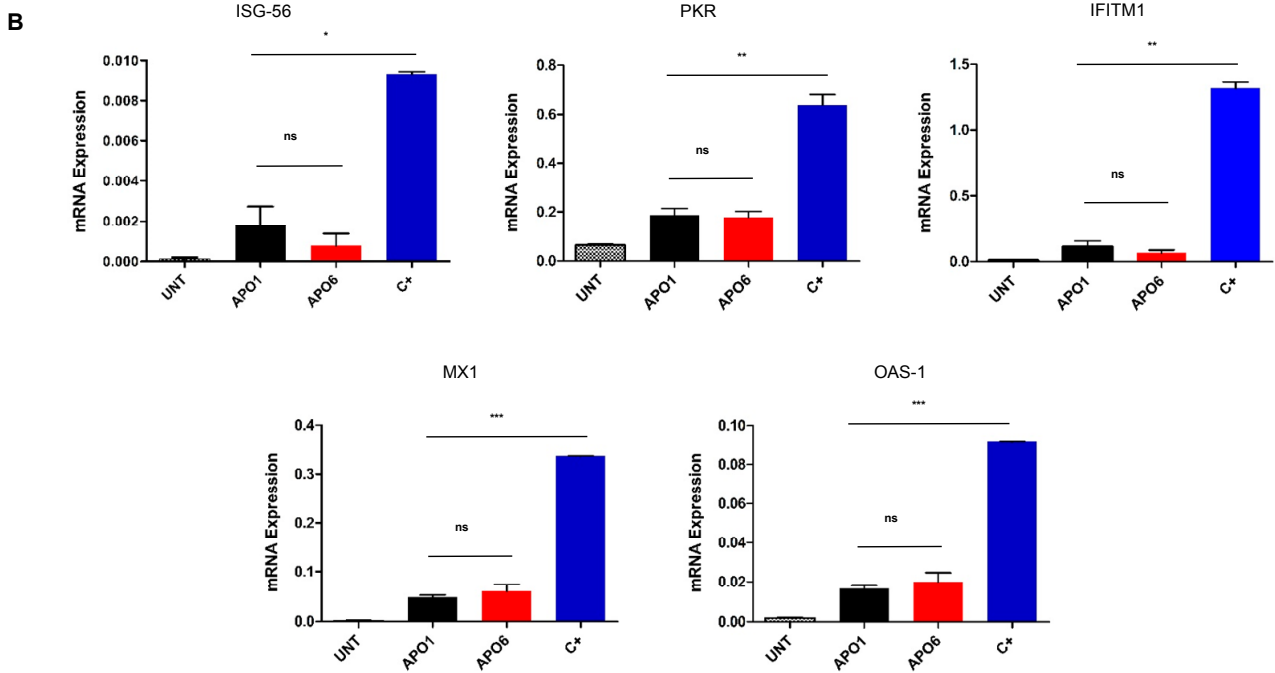 B
ISG-56
mRNA Expression
0.010
0.008
0.006
0.004
0.002
0.000
*
ns
UNT
APO1
APO6
C+
PKR
mRNA Expression
0.8
0.6
0.4
0.2
0.0
**
ns
UNT
APO1
APO6
C+
IFITM1
mRNA Expression
1.5
1.0
0.5
0.0
**
ns
UNT
APO1
APO6
C+
MX1
mRNA Expression
0.4
0.3
0.2
0.1
0.0
***
ns
UNT
APO1
APO6
C+
OAS-1
mRNA Expression
0.10
0.08
0.06
0.04
0.02
0.00
***
ns
UNT
APO1
APO6
C+